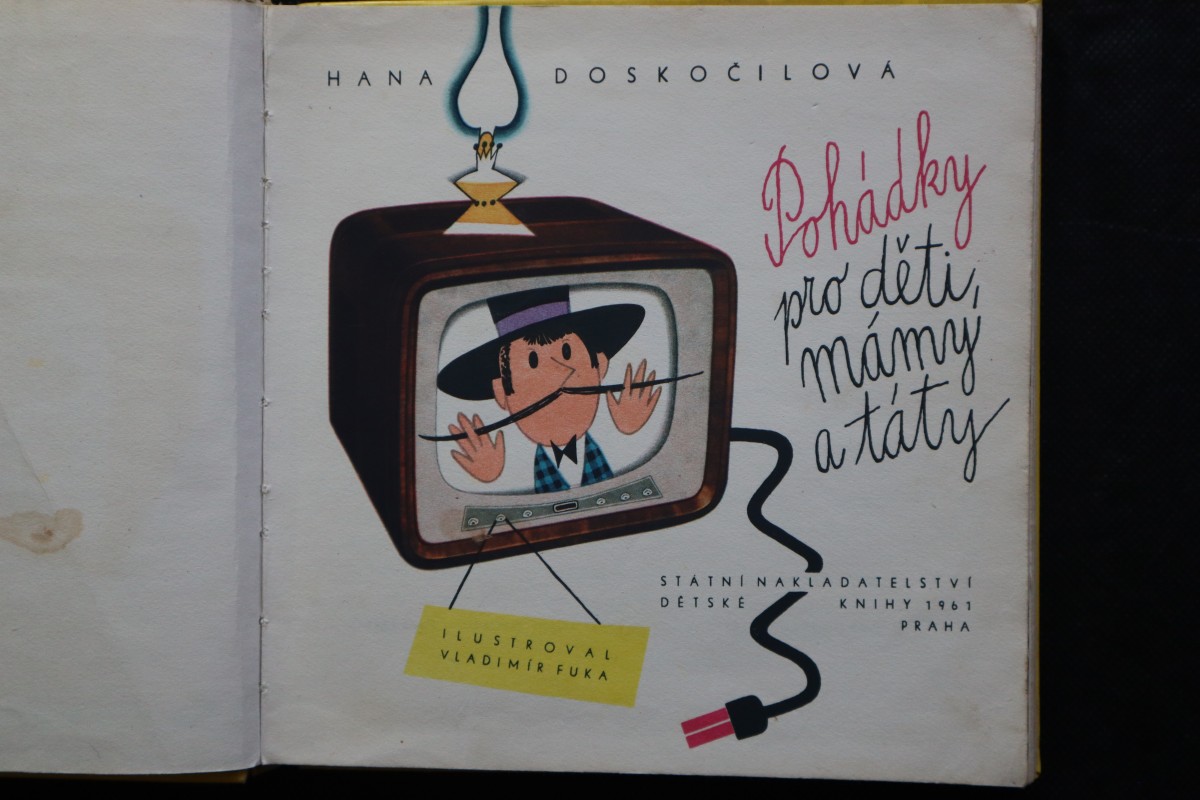 HANA DOSKOČILOVÁ
Pohádky
pro děti,
mámy
a táty
STÁTNÍ NAKLADATELSTVÍ
DĚTSKÉ KNIHY 1961
PRAHA
ILUSTROVAL
VLADIMÍR FUKA